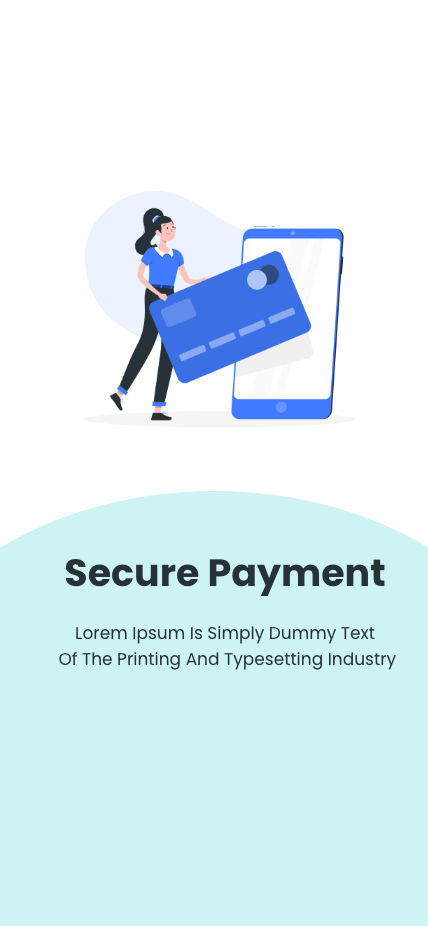 Secure Payment
Lorem Ipsum Is Simply Dummy Text
Of The Printing And Typesetting Industry